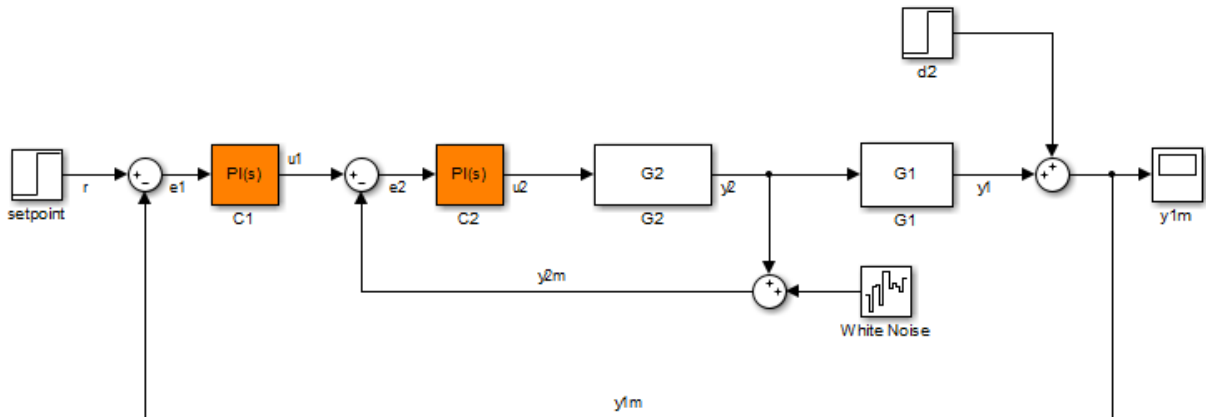 d2
u1
PI(s)
PI(s)
G2
G1
r
e1
e2
u2
y2
y1
setpoint
C1
C2
G2
G1
y1m
y2m
White Noise
y1m